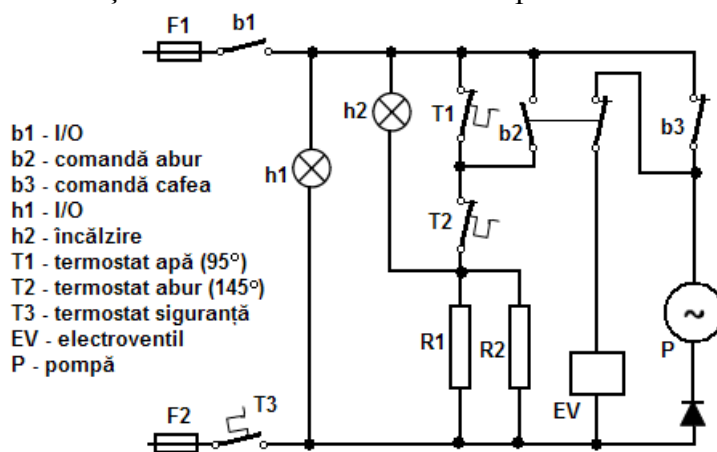 F1
b1
h2
T1
b2
b3
h1
b1 - I/O
b2 - comandă abur
b3 - comandă cafea
h1 - I/O
h2 - încălzire
T1 - termostat apă (95°)
T2 - termostat abur (145°)
T3 - termostat siguranță
EV - electroventil
P - pompă
T2
R1
R2
EV
~
P
F2
T3